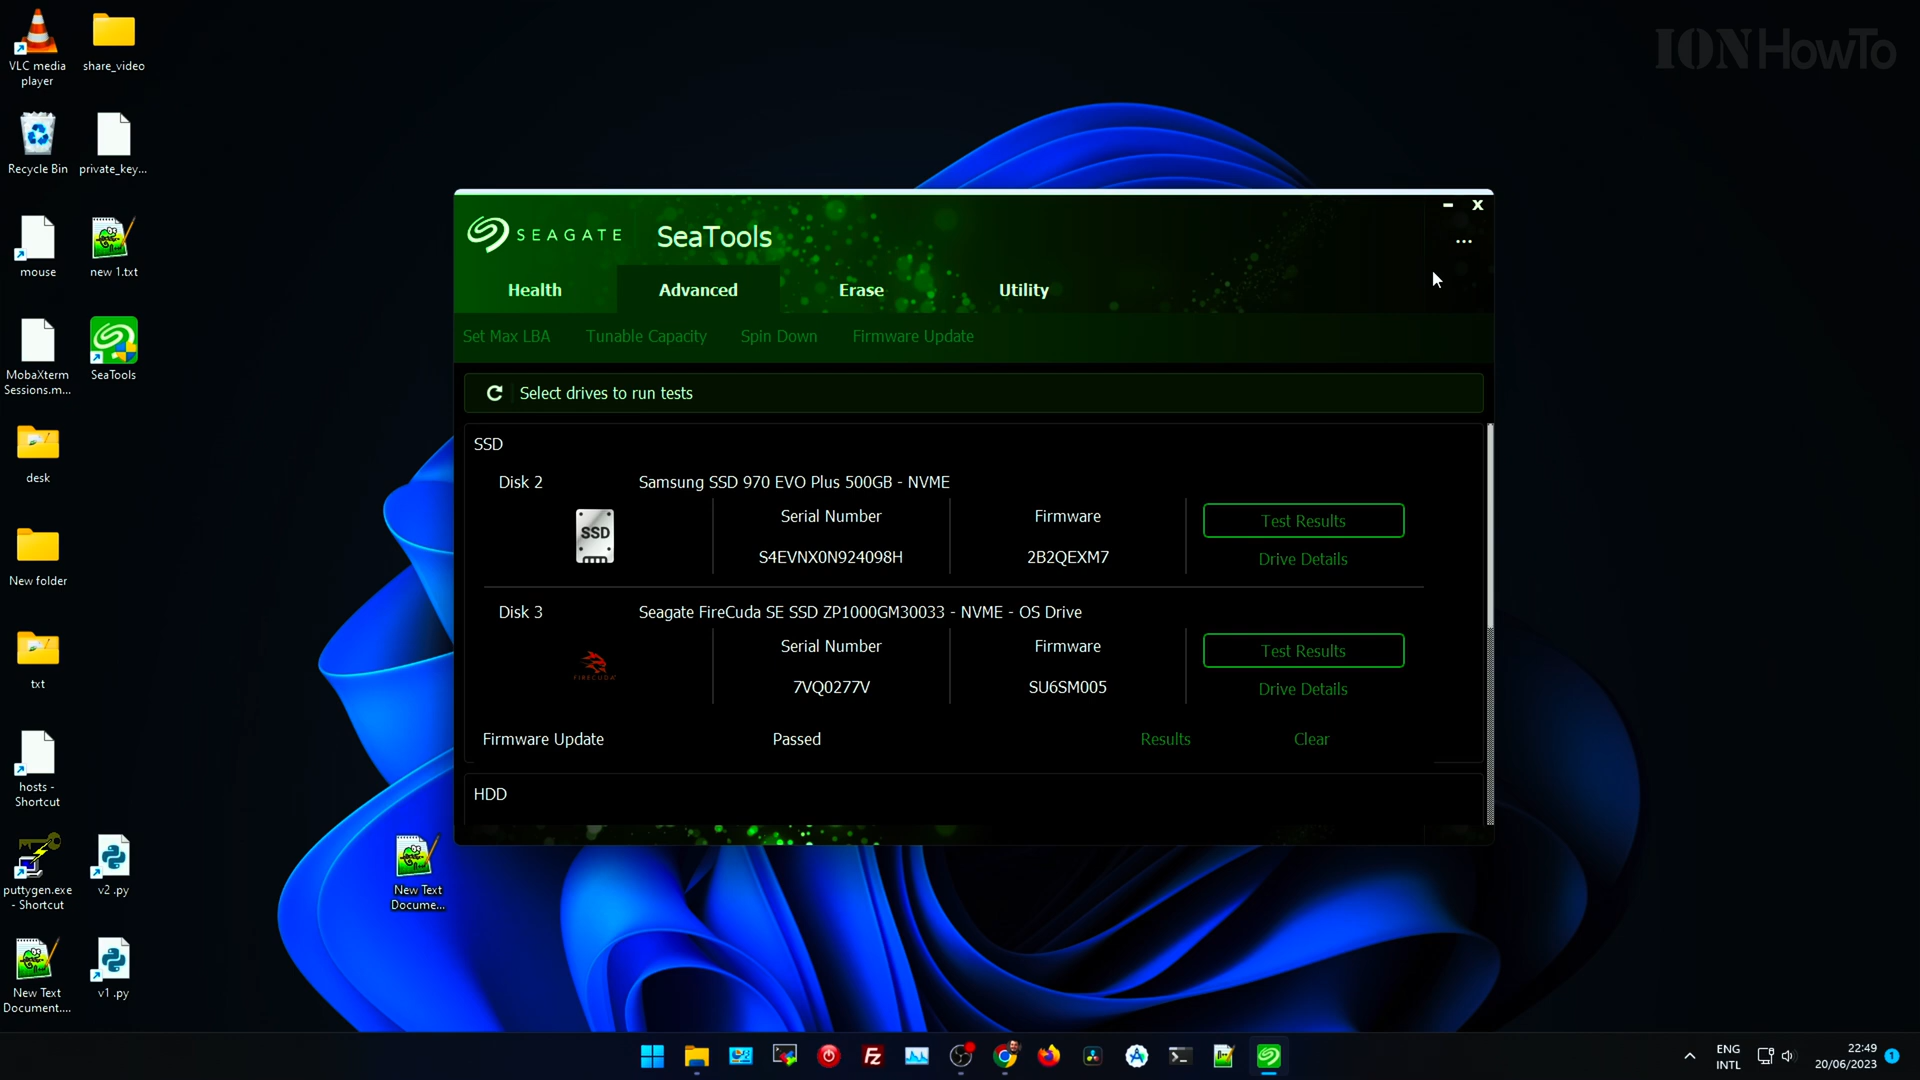 ION HowTo
VLC media
player
share_video
Recycle Bin
private_key...
mouse
new 1.txt
MobaXterm
Sessions.m...
SeaTools
desk
New folder
txt
hosts -
Shortcut
puttygen.exe
- Shortcut
v2 .py
New Text
Document....
v1 .py
New Text
Docume...
SEAGATE
SeaTools
Health
Advanced
Erase
Utility
Set Max LBA
Tunable Capacity
Spin Down
Firmware Update
Select drives to run tests
SSD
Disk 2
Samsung SSD 970 EVO Plus 500GB - NVME
SSD
Serial Number
Firmware
Test Results
S4EVNX0N924098H
2B2QEXM7
Drive Details
Disk 3
Seagate FireCuda SE SSD ZP1000GM30033 - NVME - OS Drive
FIRECUDA
Serial Number
Firmware
Test Results
7VQ0277V
SU6SM005
Drive Details
Firmware Update
Passed
Results
Clear
HDD
Fz
ENG
INTL
22:49
20/06/2023
1